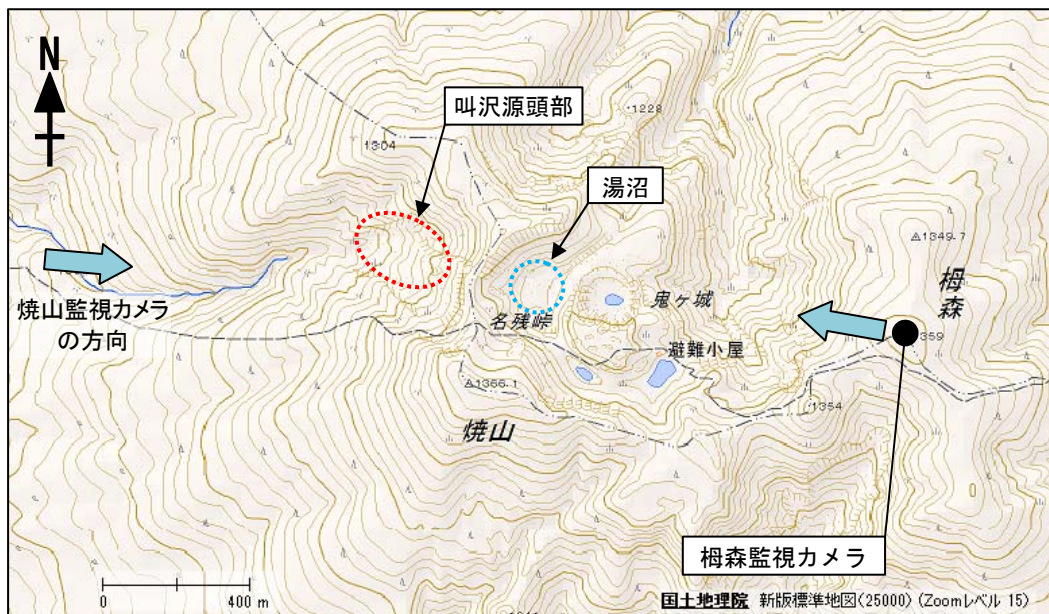 N
叫沢源頭部
・1228
1304
湯沼
△1349.7
栂森
鬼ヶ城
焼山監視カメラ
の方向
名残峠
避難小屋
1359
△1366.1
・1354
焼山
栂森監視カメラ
0 400 m
国土地理院 新版標準地図(25000) (Zoomレベル 15)